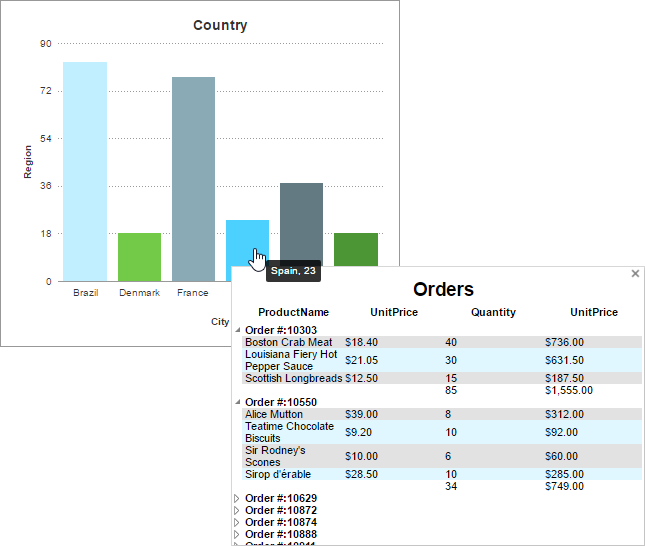 Country
90
72
54
36
18
0
Region
Brazil Denmark France
City
Spain, 23
Orders
ProductName UnitPrice Quantity UnitPrice
Order #:10303
Boston Crab Meat $18.40 40 $736.00
Louisiana Fiery Hot
Pepper Sauce $21.05 30 $631.50
Scottish Longbreads $12.50 15 $187.50
85 $1,555.00
Order #:10550
Alice Mutton $39.00 8 $312.00
Teatime Chocolate
Biscuits $9.20 10 $92.00
Sir Rodney's
Scones $10.00 6 $60.00
Sirop d'érable $28.50 10 $285.00
34 $749.00
Order #:10629
Order #:10872
Order #:10874
Order #:10888